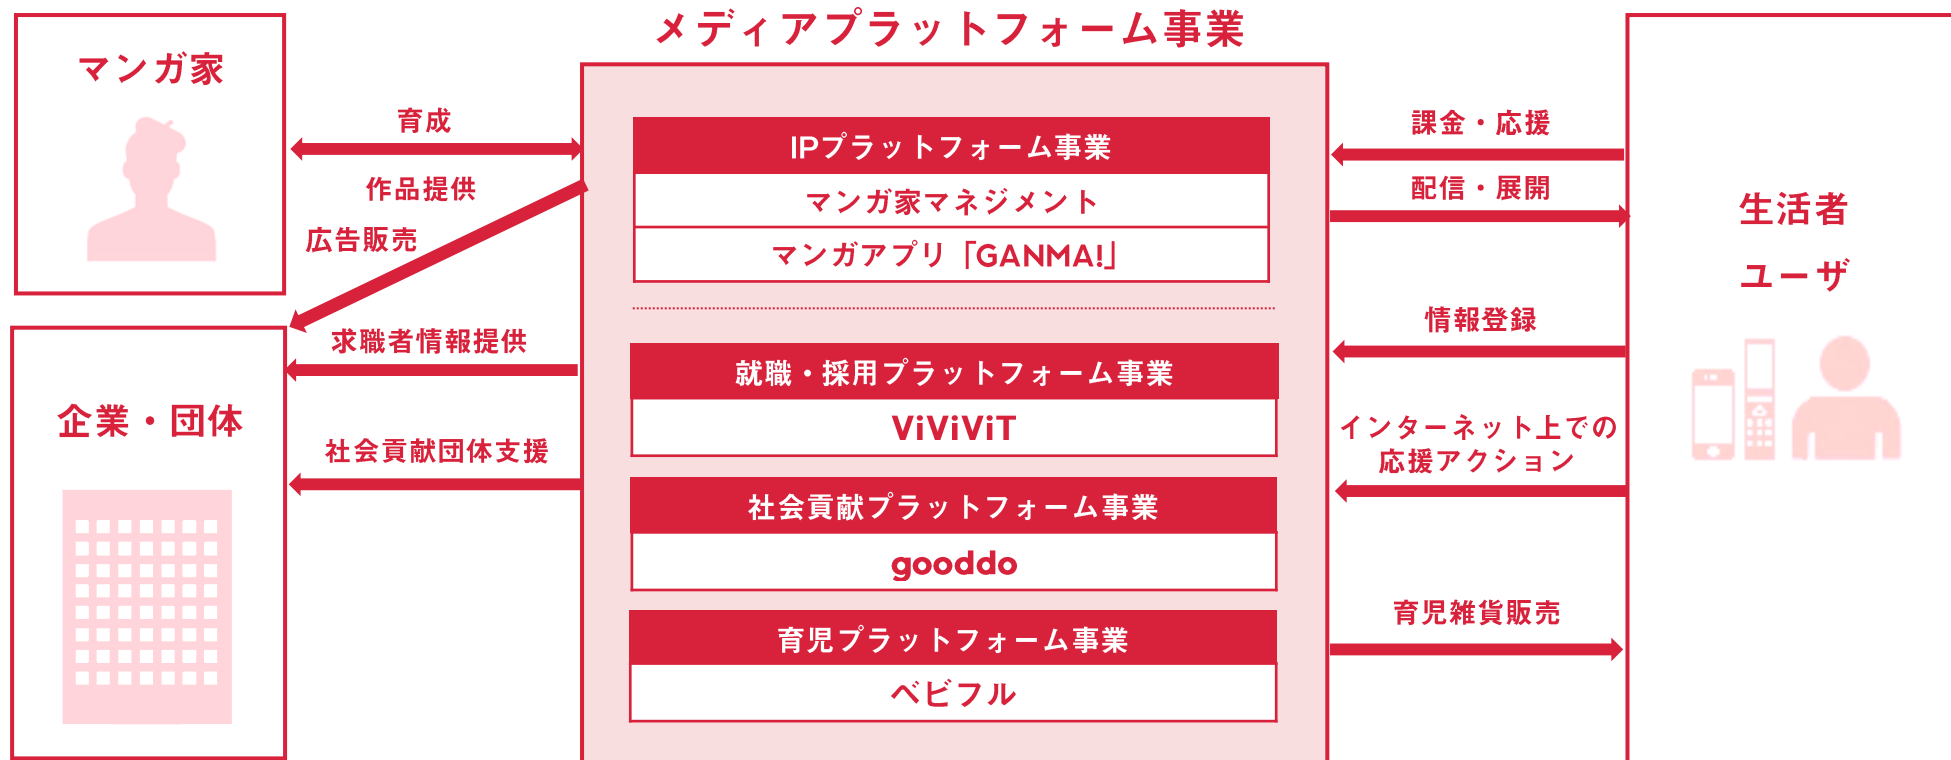 メディアプラットフォーム事業
マンガ家
育成
作品提供
広告販売
求職者情報提供
企業・団体
社会貢献団体支援
IPプラットフォーム事業
マンガ家マネジメント
マンガアプリ「GANMA!」
就職・採用プラットフォーム事業
ViViViT
社会貢献プラットフォーム事業
gooddo
育児プラットフォーム事業
ベビフル
課金・応援
配信・展開
情報登録
インターネット上での
応援アクション
育児雑貨販売
生活者
ユーザ